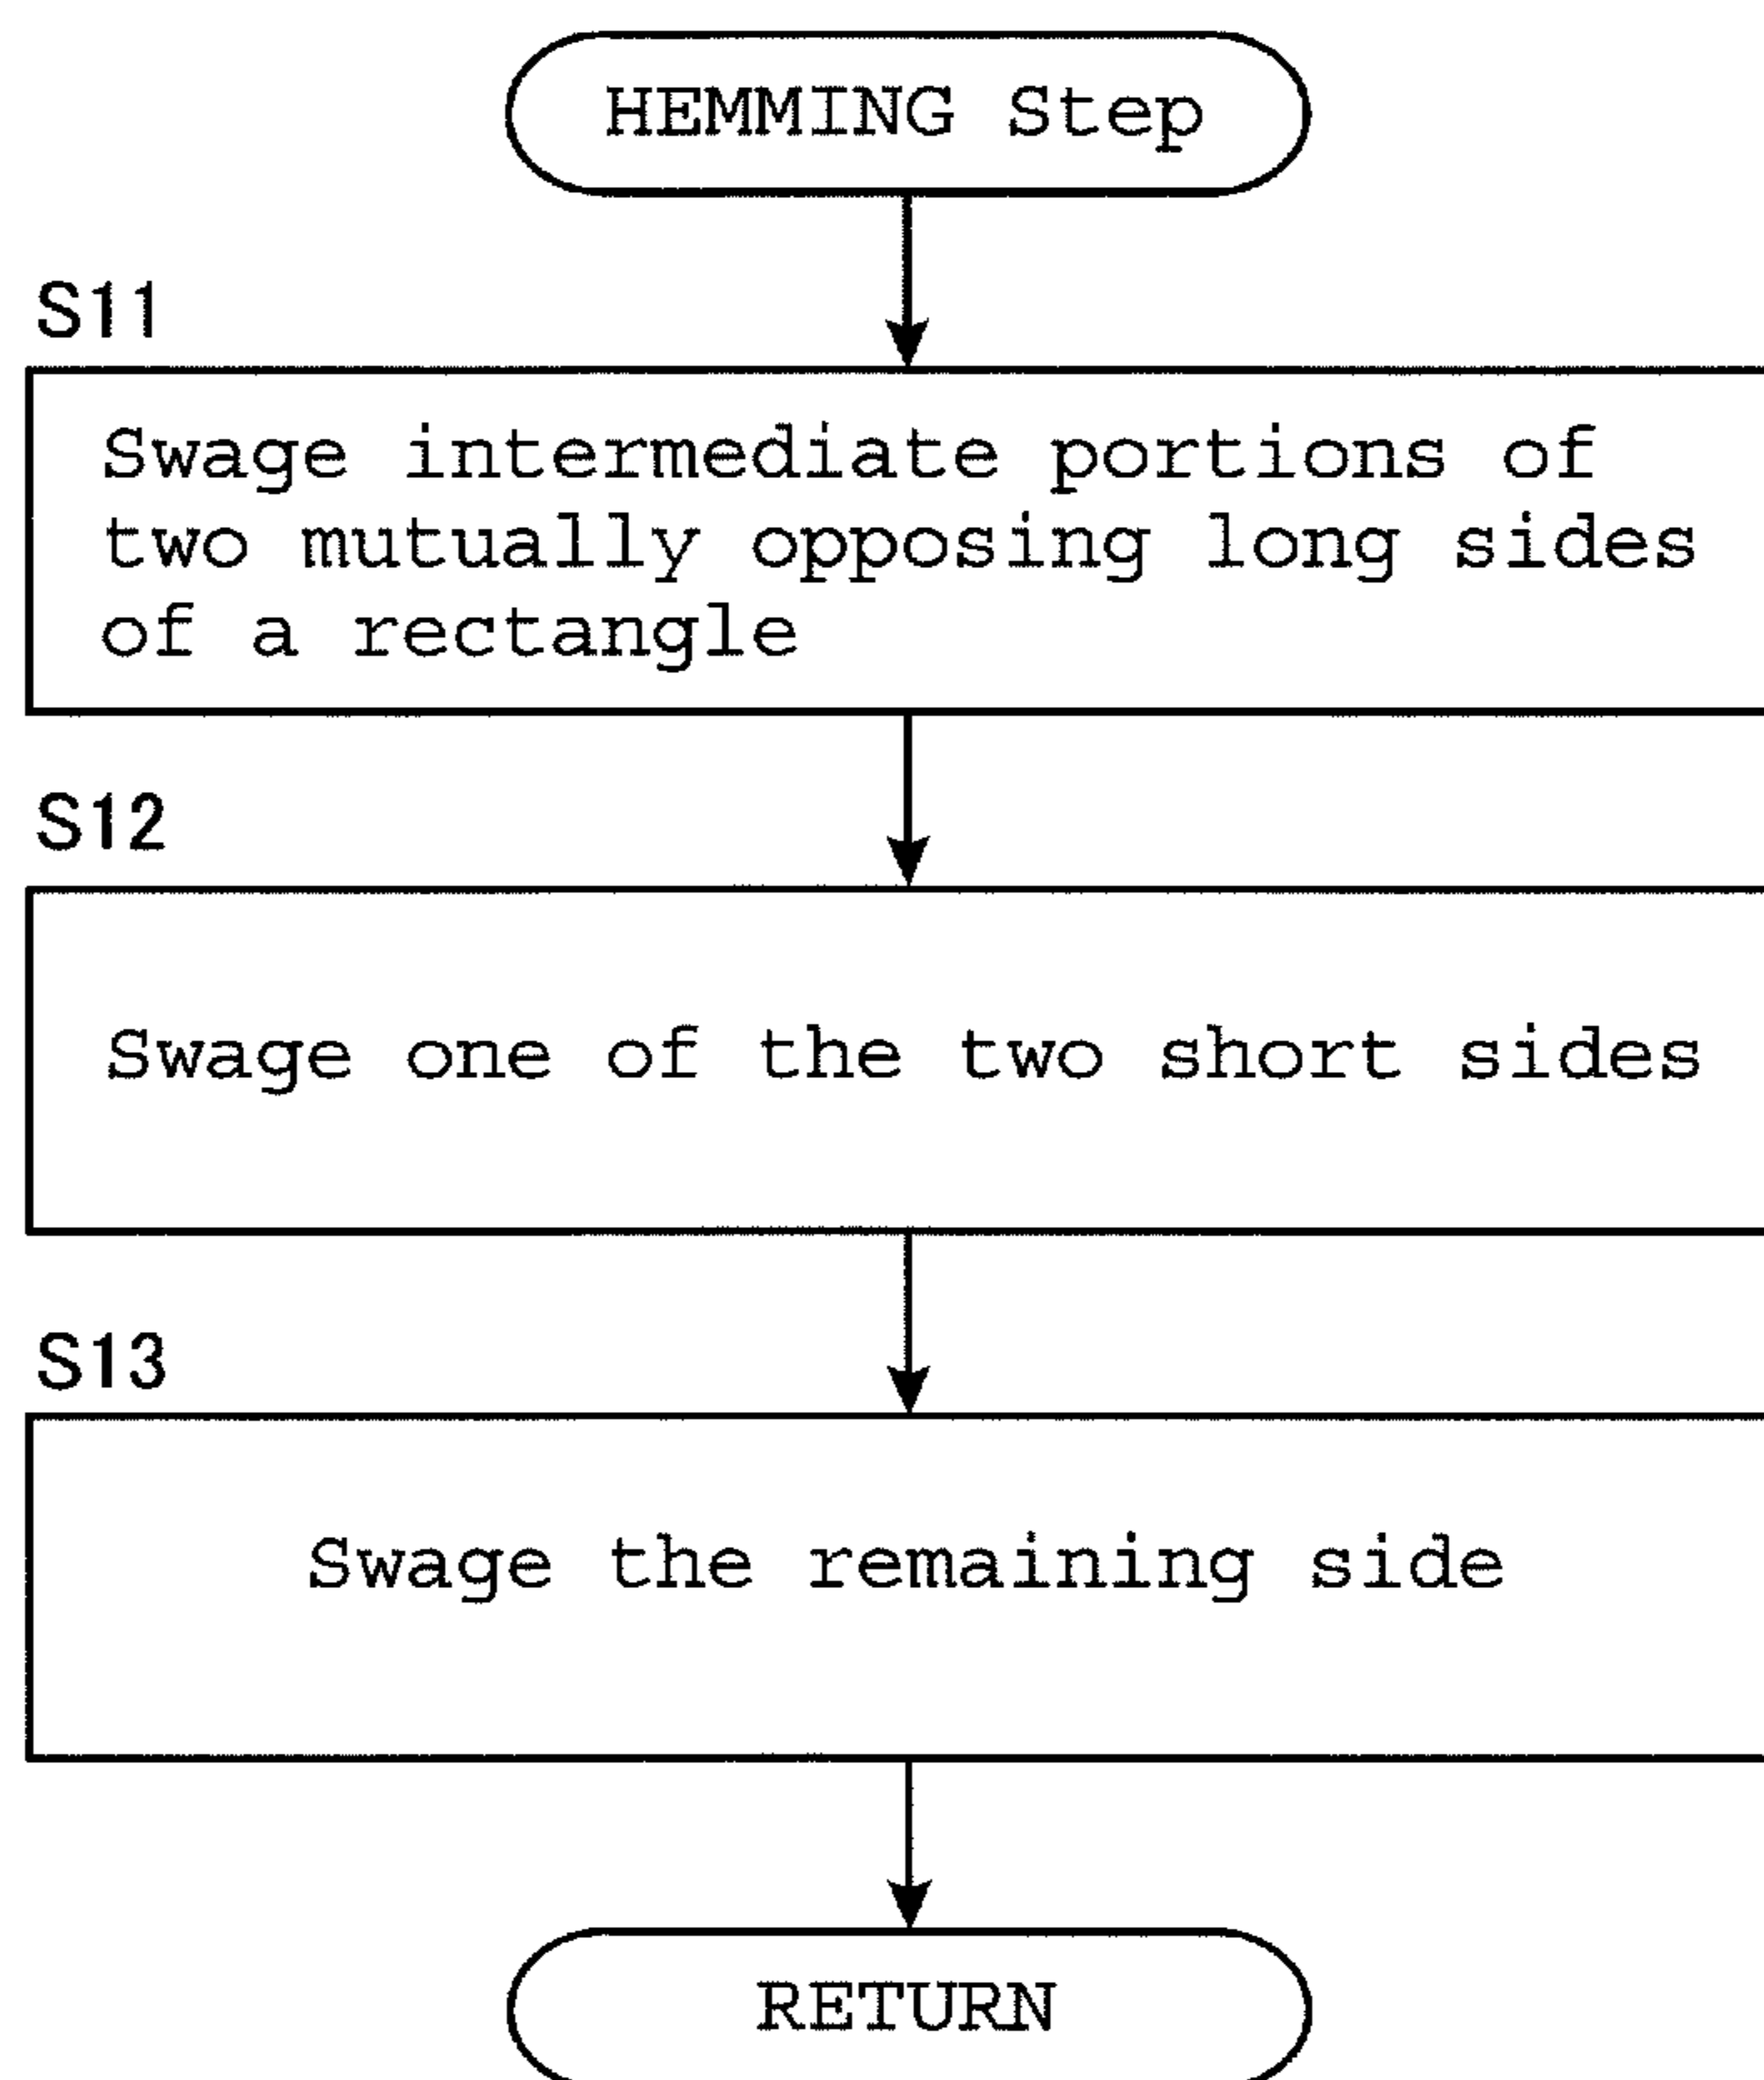 HEMMING Step
S11
Swage intermediate portions of
two mutually opposing long sides
of a rectangle
S12
Swage one of the two short sides
S13
Swage the remaining side
RETURN